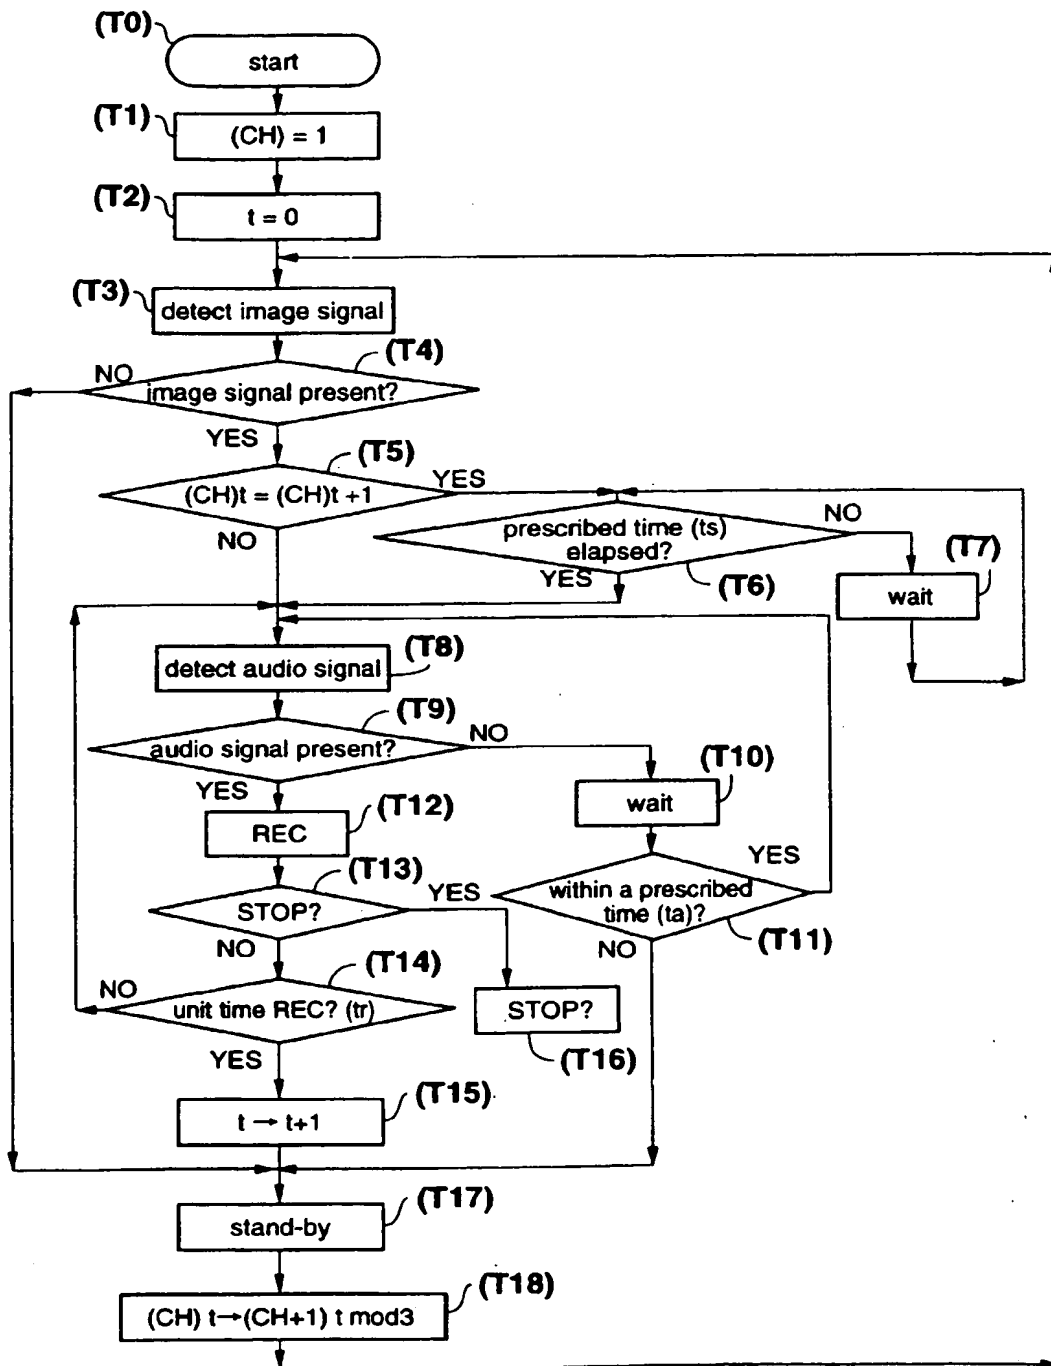 (T0)
start
(T1)
(CH) = 1
(T2)
t = 0
(T3)
detect image signal
(T4)
NO
image signal present?
YES
(T5)
(CH)t = (CH)t +1
YES
NO
prescribed time (ts)
elapsed?
NO
YES
(T6)
(T7)
wait
(T8)
detect audio signal
(T9)
audio signal present?
NO
YES
(T10)
wait
(T12)
REC
(T13)
STOP?
YES
NO
within a prescribed
time (ta)?
YES
(T11)
NO
(T14)
NO
unit time REC? (tr)
YES
STOP?
(T16)
(T15)
t → t+1
(T17)
stand-by
(T18)
(CH) t→(CH+1) t mod3